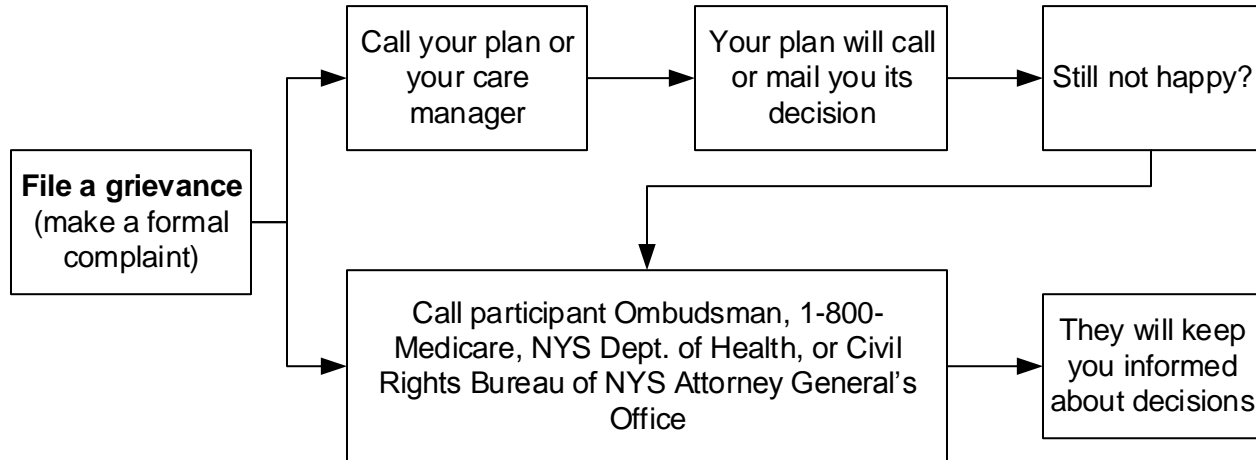 Call your plan or
your care
manager
Your plan will call
or mail you its
decision
Still not happy?
File a grievance
(make a formal
complaint)
Call participant Ombudsman, 1-800-
Medicare, NYS Dept. of Health, or Civil
Rights Bureau of NYS Attorney General’s
Office
They will keep
you informed
about decisions